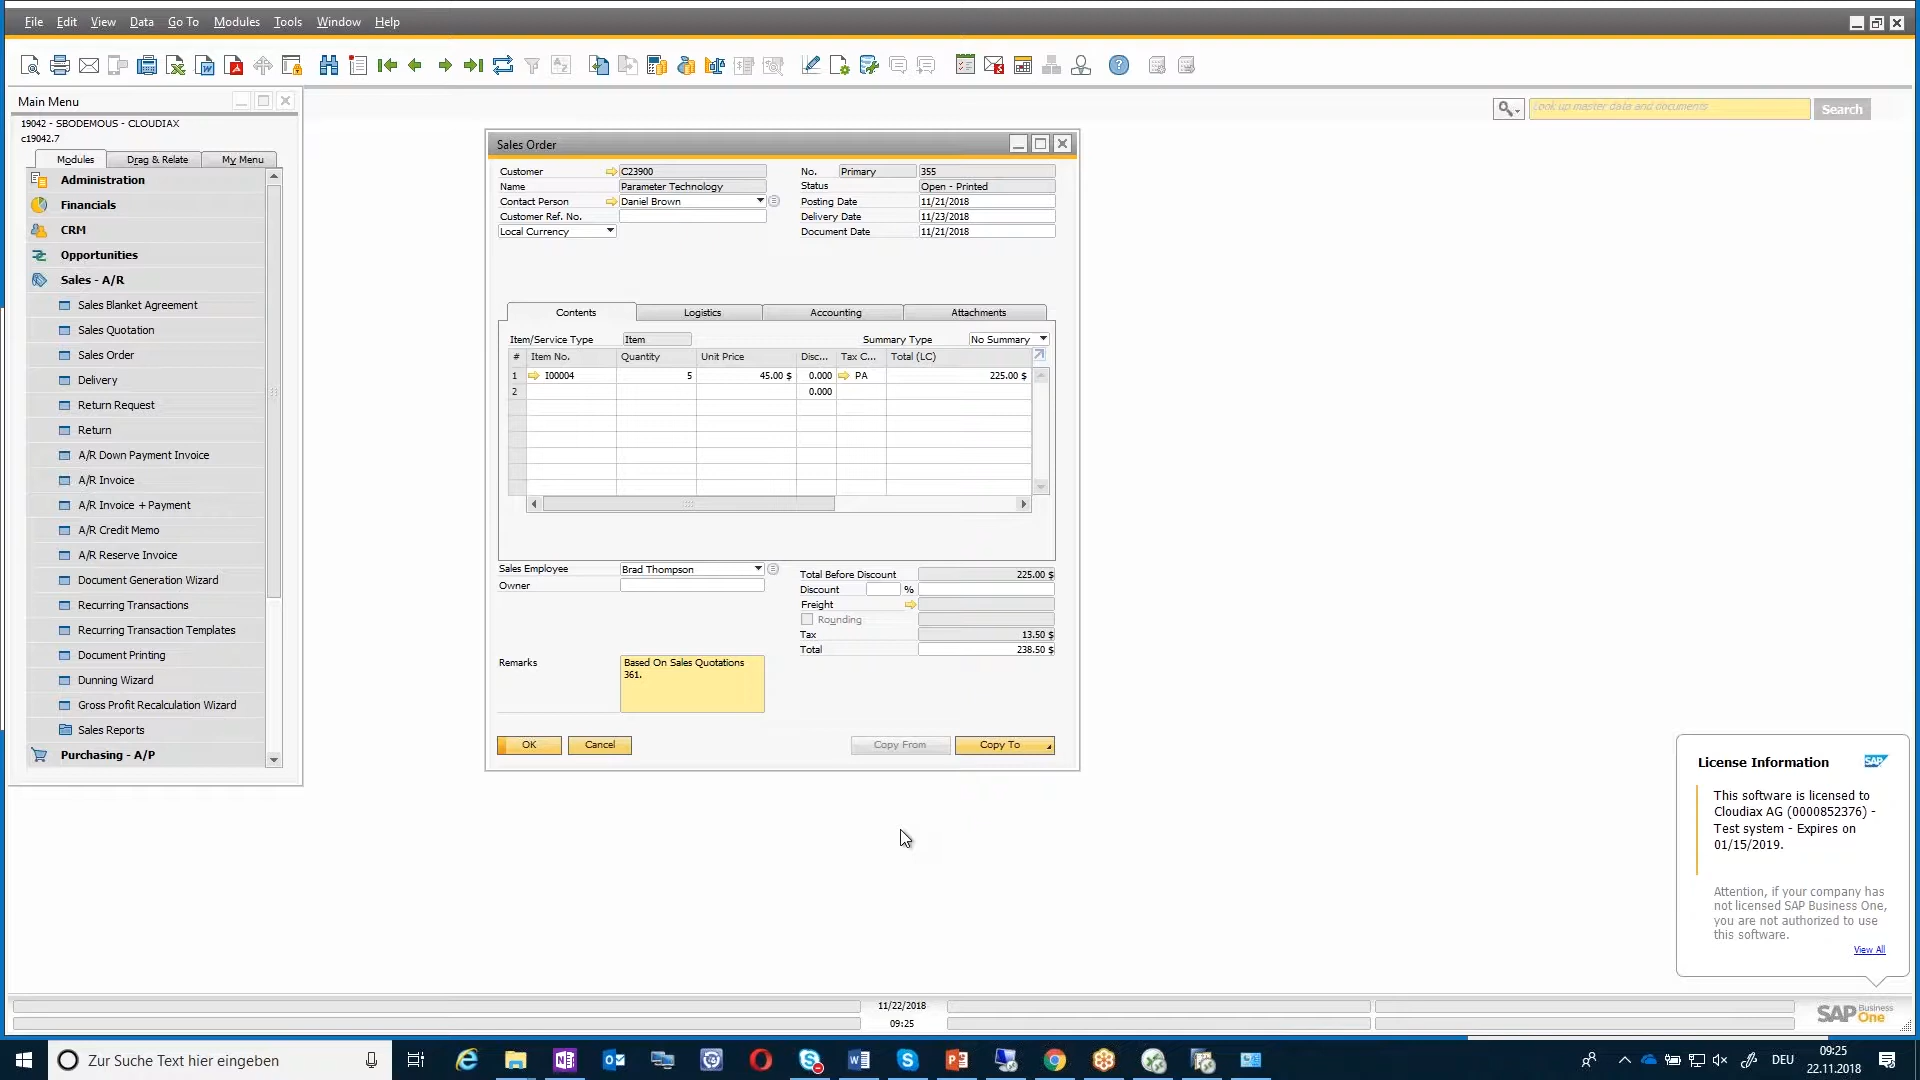 File Edit View Data Go To Modules Tools Window Help
Main Menu
19042 - SBODEMOUS - CLOUDIAX
c19042.7
Modules Drag & Relate My Menu
Administration
Financials
CRM
Opportunities
Sales - A/R
Sales Blanket Agreement
Sales Quotation
Sales Order
Delivery
Return Request
Return
A/R Down Payment Invoice
A/R Invoice
A/R Invoice + Payment
A/R Credit Memo
A/R Reserve Invoice
Document Generation Wizard
Recurring Transactions
Recurring Transaction Templates
Document Printing
Dunning Wizard
Gross Profit Recalculation Wizard
Sales Reports
Purchasing - A/P
Look up master data and documents Search
Sales Order
Customer C23900 No. Primary 355
Name Parameter Technology Status Open - Printed
Contact Person Daniel Brown Posting Date 11/21/2018
Customer Ref. No. Delivery Date 11/23/2018
Local Currency Document Date 11/21/2018
Contents Logistics Accounting Attachments
Item/Service Type Item Summary Type No Summary
# Item No. Quantity Unit Price Disc... Tax C... Total (LC)
1 I00004 5 45.00 $ 0.000 PA 225.00 $
2 0.000
Sales Employee Brad Thompson Total Before Discount 225.00 $
Owner Discount %
Freight
Rounding
Tax 13.50 $
Total 238.50 $
Remarks Based On Sales Quotations
361.
OK Cancel Copy From Copy To
License Information SAP
This software is licensed to
Cloudiax AG (0000852376) -
Test system - Expires on
01/15/2019.
Attention, if your company has
not licensed SAP Business One,
you are not authorized to use
this software.
View All
11/22/2018
09:25
SAP Business One
Zur Suche Text hier eingeben
DEU
09:25
22.11.2018